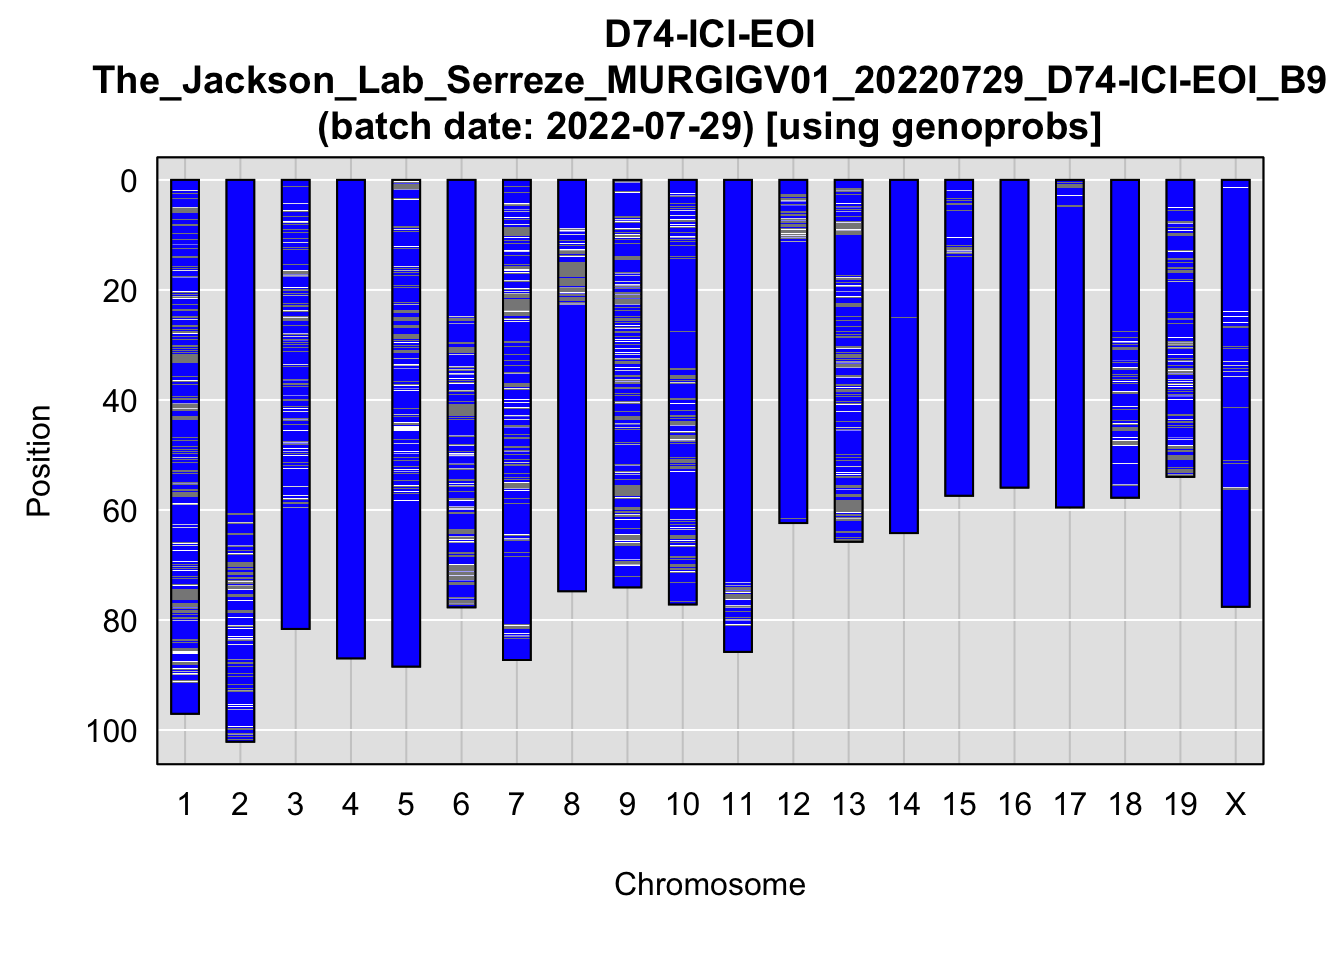 D74-ICI-EOI
The_Jackson_Lab_Serreze_MURGIGV01_20220729_D74-ICI-EOI_B9
(batch date: 2022-07-29) [using genoprobs]
Position
0
20
40
60
80
100
1 2 3 4 5 6 7 8 9 10 11 12 13 14 15 16 17 18 19 X
Chromosome